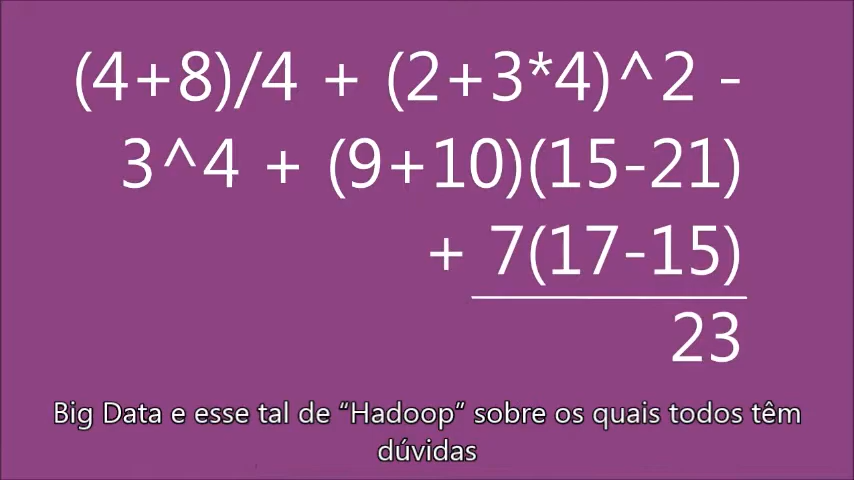 (4+8)/4 + (2+3*4)^2 -
3^4 + (9+10)(15-21)
+ 7(17-15)
23
Big Data e esse tal de “Hadoop” sobre os quais todos têm
dúvidas